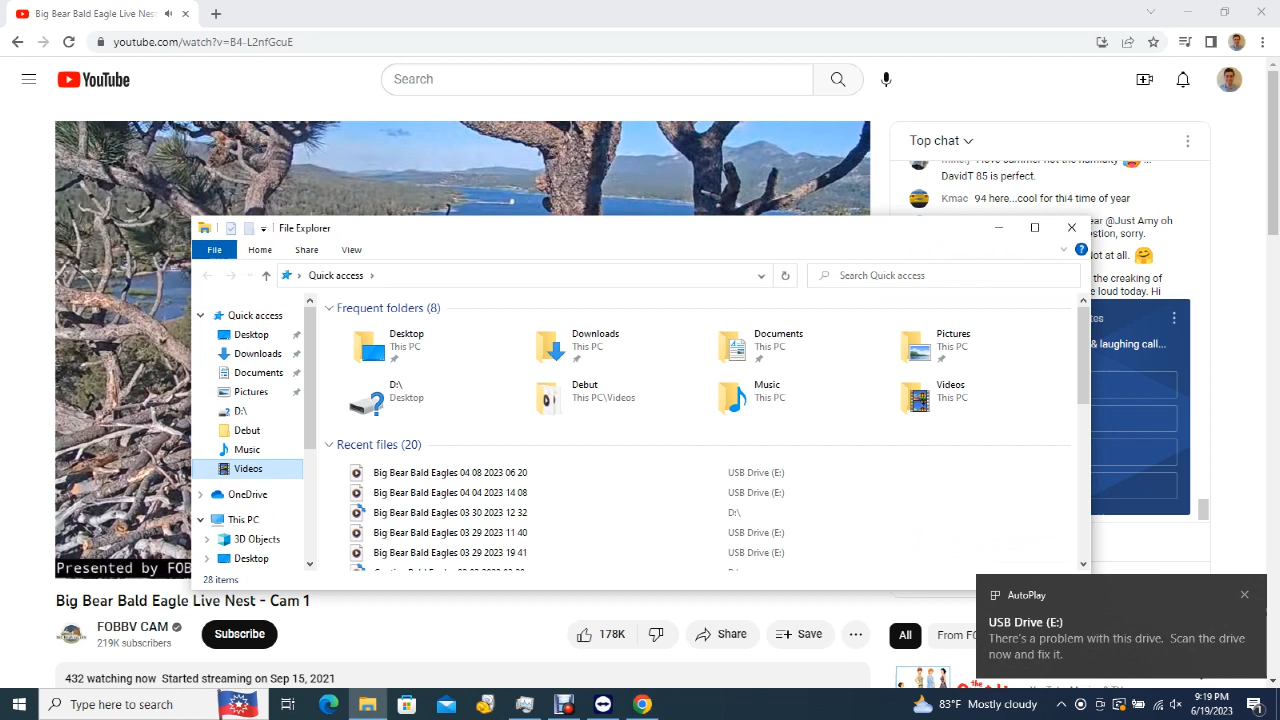 Big Bear Bald Eagle Live Nest
youtube.com/watch?v=B4-L2nfGcuE
YouTube
Search
Top chat
DavidT 85 is perfect.
Kmac 94 here...cool for thi4 time of year
ear @Just Amy oh
estion, sorry.
ot at all.
the creaking of
e loud today. Hi
& laughing call...
File Explorer
File Home Share View
Quick access
Search Quick access
Quick access
Desktop
Downloads
Documents
Pictures
D:\
Debut
Music
Videos
OneDrive
This PC
3D Objects
Desktop
Frequent folders (8)
Desktop
This PC
Downloads
This PC
Documents
This PC
Pictures
This PC
D:\
Desktop
Debut
This PC\Videos
Music
This PC
Videos
This PC
Recent files (20)
Big Bear Bald Eagles 04 08 2023 06 20 USB Drive (E:)
Big Bear Bald Eagles 04 04 2023 14 08 USB Drive (E:)
Big Bear Bald Eagles 03 30 2023 12 32 D:\
Big Bear Bald Eagles 03 29 2023 11 40 USB Drive (E:)
Big Bear Bald Eagles 03 29 2023 19 41 USB Drive (E:)
28 items
Presented by FOB
Big Bear Bald Eagle Live Nest - Cam 1
FOBBV CAM
219K subscribers
Subscribe
178K
Share
Save
All
From FO
432 watching now Started streaming on Sep 15, 2021
AutoPlay
USB Drive (E:)
There's a problem with this drive. Scan the drive
now and fix it.
Type here to search
83°F Mostly cloudy
9:19 PM
6/19/2023
1